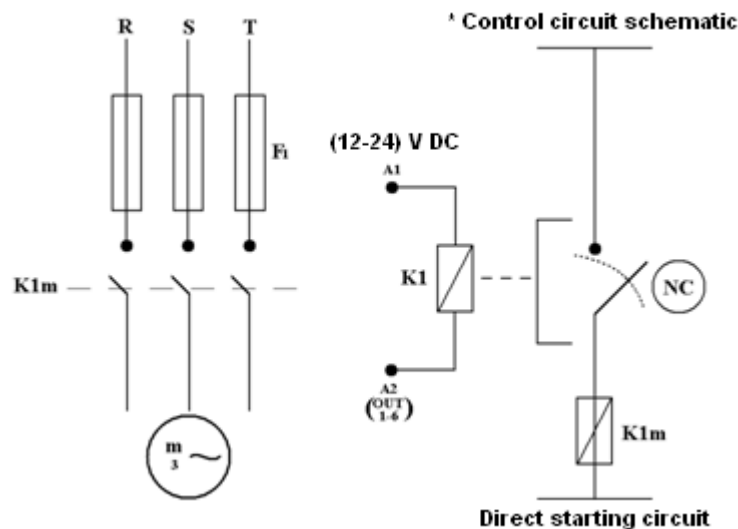 R S T
* Control circuit schematic
F1
(12-24) V DC
A1
K1m
K1
NC
A2
(OUT
1-6)
K1m
m
3 ~
Direct starting circuit